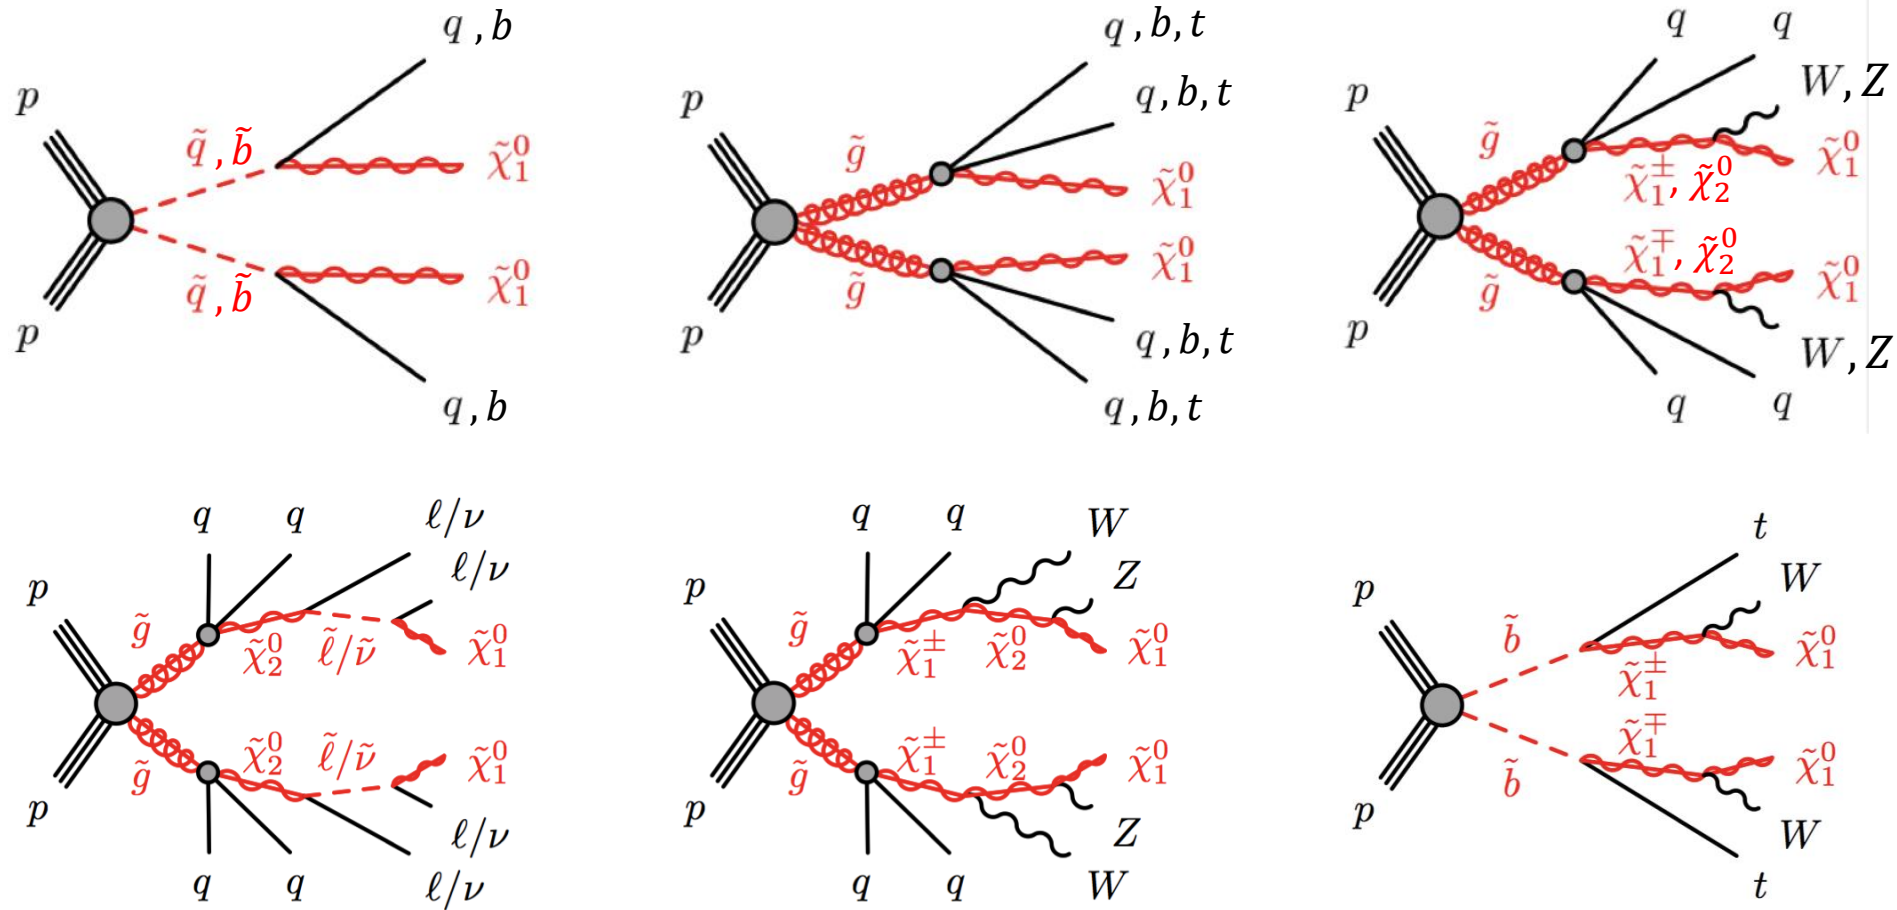 q , b
p
q̃ , b̃
χ̃₁⁰
χ̃₁⁰
q̃ , b̃
p
q , b
q , b, t
q , b, t
p
g̃
χ̃₁⁰
χ̃₁⁰
g̃
p
q , b, t
q , b, t
q q
W, Z
p
g̃
χ̃₁⁰
χ̃₁^±, χ̃₂⁰
χ̃₁^∓, χ̃₂⁰
χ̃₁⁰
g̃
p
W, Z
q q
q q ℓ/ν
ℓ/ν
p
g̃
χ̃₂⁰ ℓ̃/ν̃ χ̃₁⁰
χ̃₂⁰ ℓ̃/ν̃ χ̃₁⁰
g̃
p
ℓ/ν
q q ℓ/ν
q q W
Z
p
g̃
χ̃₁^± χ̃₂⁰ χ̃₁⁰
χ̃₁^± χ̃₂⁰ χ̃₁⁰
g̃
p
Z
q q W
t
W
p
b̃
χ̃₁⁰
χ̃₁^±
χ̃₁^∓
χ̃₁⁰
b̃
p
W
t